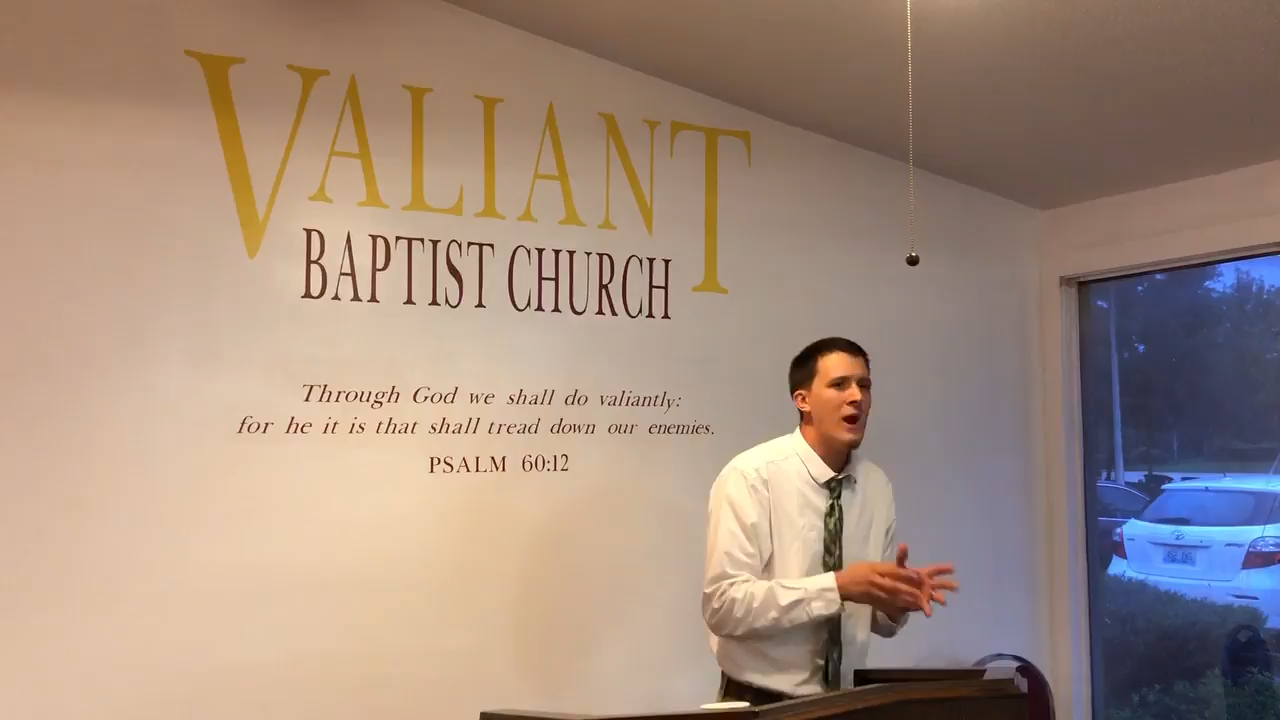 VALIANT
BAPTIST CHURCH
Through God we shall do valiantly:
for he it is that shall tread down our enemies.
PSALM 60:12